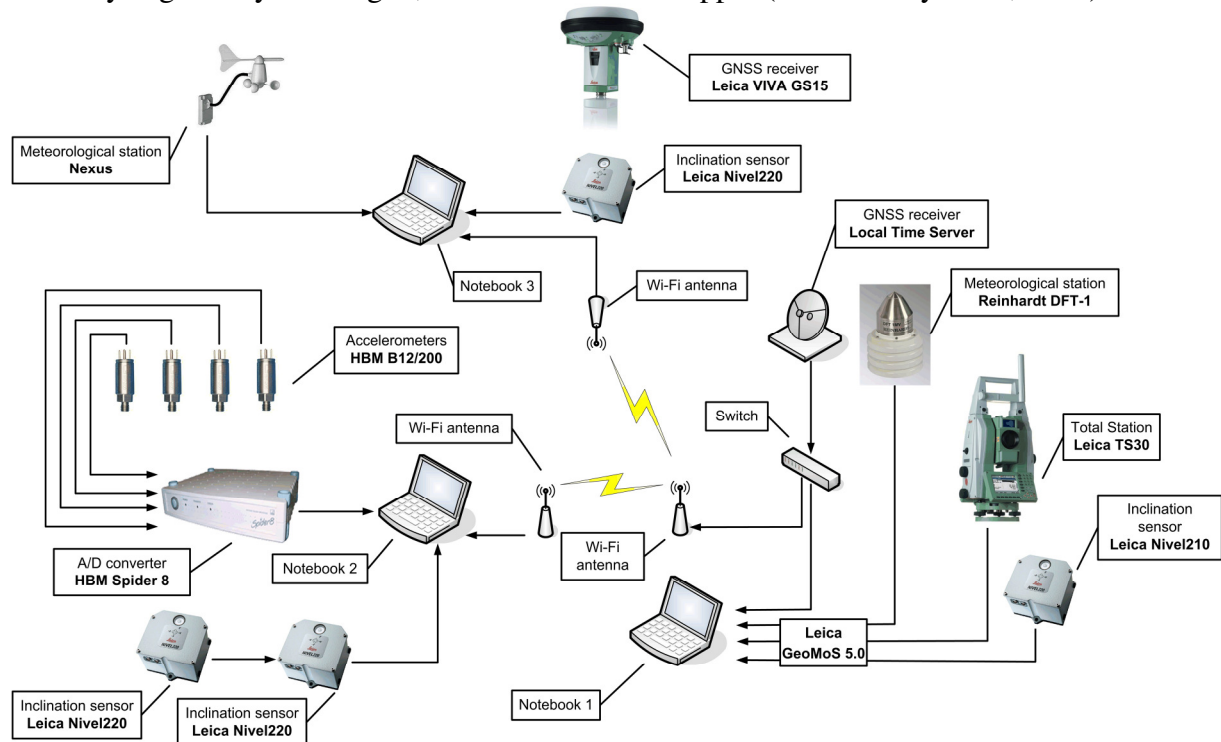 GNSS receiver
Leica VIVA GS15
Meteorological station
Nexus
Inclination sensor
Leica Nivel220
GNSS receiver
Local Time Server
Notebook 3
Wi-Fi antenna
Meteorological station
Reinhardt DFT-1
Accelerometers
HBM B12/200
Switch
Wi-Fi antenna
Total Station
Leica TS30
A/D converter
HBM Spider 8
Notebook 2
Wi-Fi
antenna
Inclination
sensor
Leica Nivel210
Leica
GeoMoS 5.0
Inclination sensor
Leica Nivel220
Inclination sensor
Leica Nivel220
Notebook 1